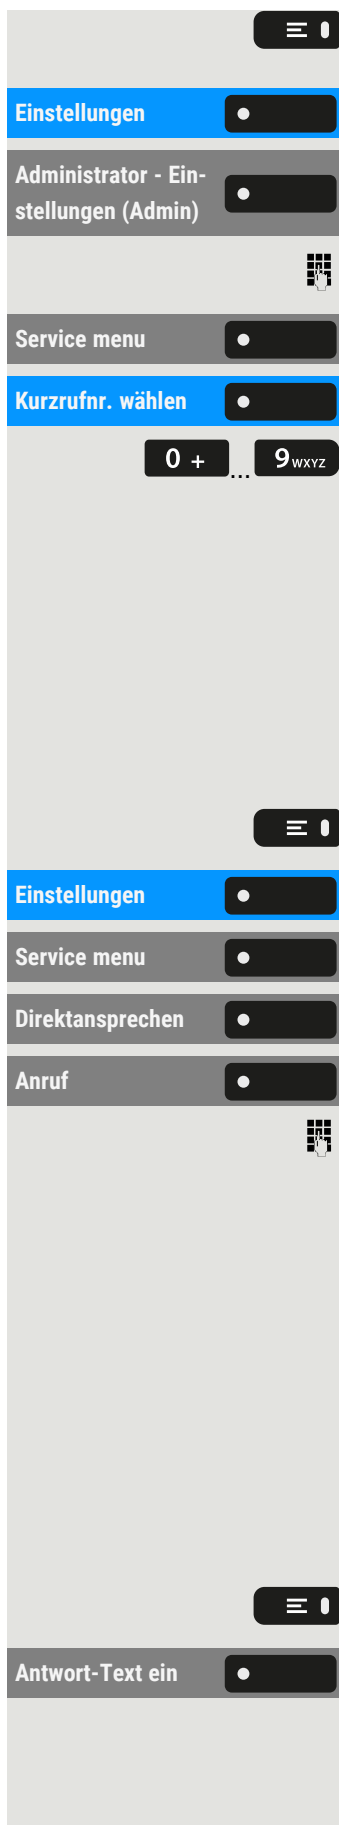 Einstellungen
Administrator - Ein-
stellungen (Admin)
Service menu
Kurzrufnr. wählen
0 + ... 9 WXYZ
Einstellungen
Service menu
Direktansprechen
Anruf
Antwort-Text ein